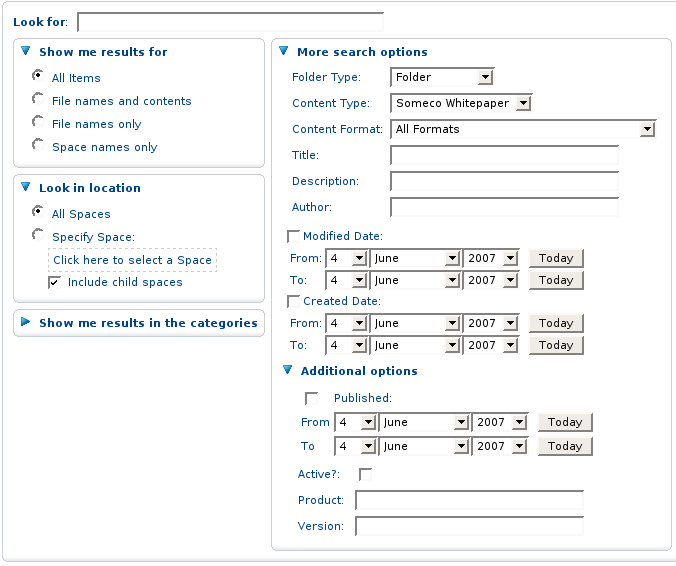 Look for:
Show me results for
All Items
File names and contents
File names only
Space names only
Look in location
All Spaces
Specify Space:
Click here to select a Space
Include child spaces
Show me results in the categories
More search options
Folder Type: Folder
Content Type: Someco Whitepaper
Content Format: All Formats
Title:
Description:
Author:
Modified Date:
From: 4 June 2007 Today
To: 4 June 2007 Today
Created Date:
From: 4 June 2007 Today
To: 4 June 2007 Today
Additional options
Published:
From 4 June 2007 Today
To 4 June 2007 Today
Active?:
Product:
Version: